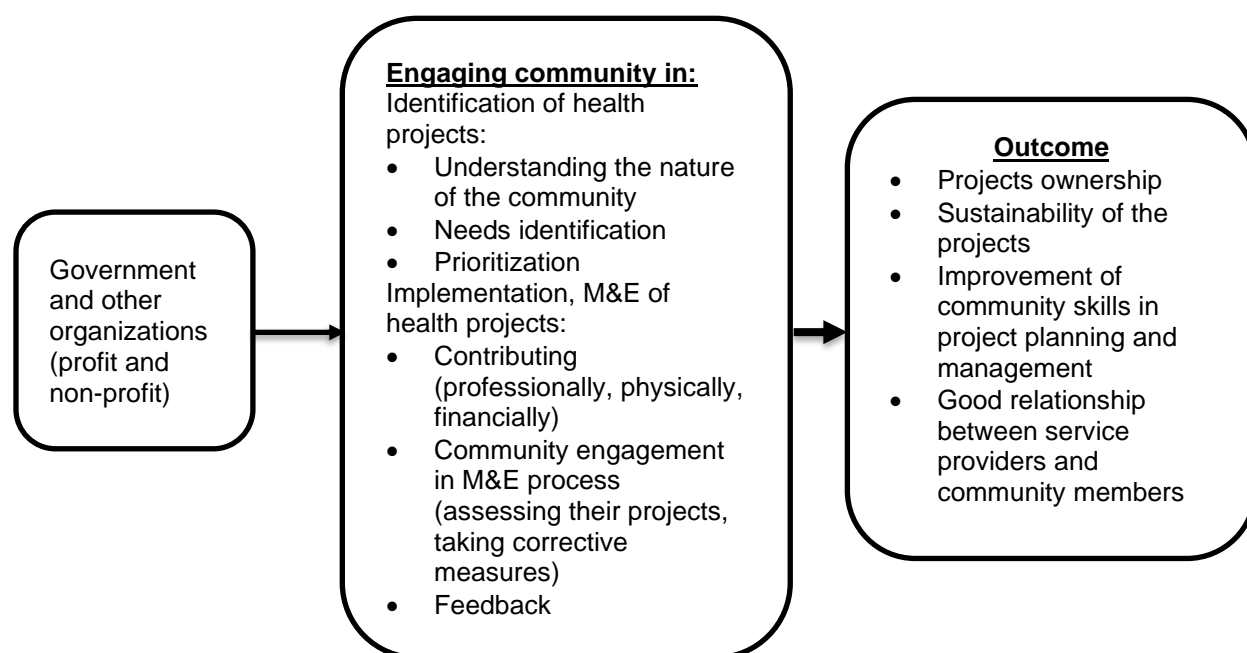 Government
and other
organizations
(profit and
non-profit)
Engaging community in:
Identification of health
projects:
• Understanding the nature
of the community
• Needs identification
• Prioritization
Implementation, M&E of
health projects:
• Contributing
(professionally, physically,
financially)
• Community engagement
in M&E process
(assessing their projects,
taking corrective
measures)
• Feedback
Outcome
• Projects ownership
• Sustainability of the
projects
• Improvement of
community skills in
project planning and
management
• Good relationship
between service
providers and
community members